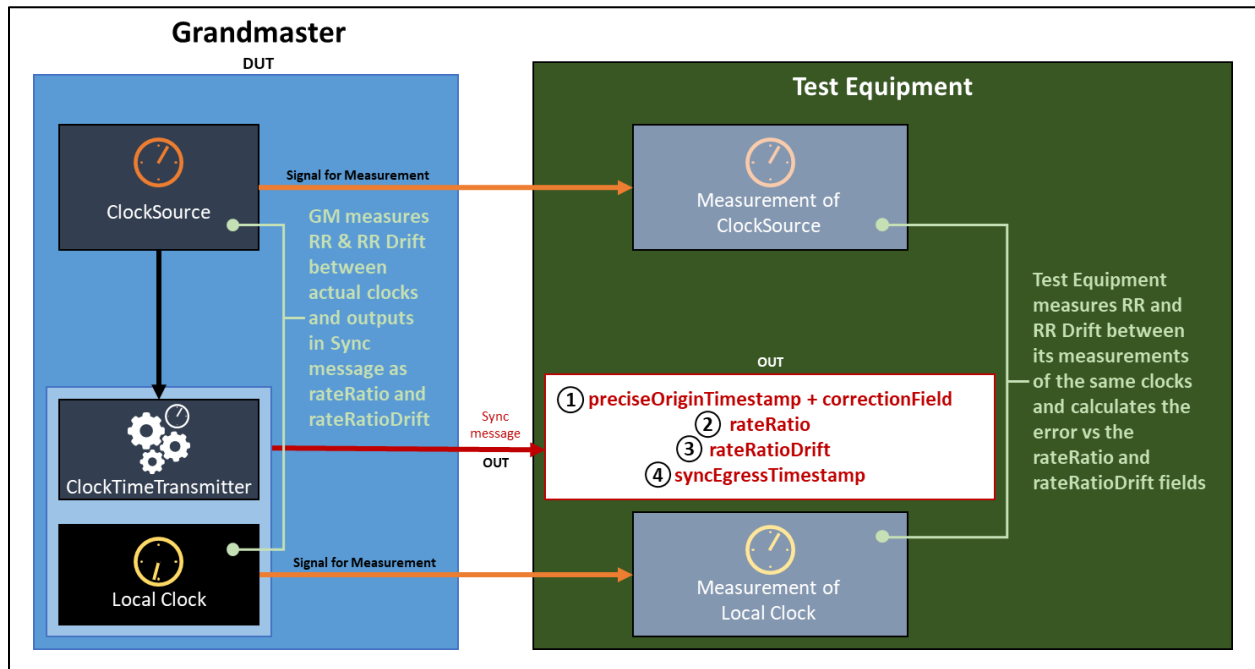 Grandmaster
DUT
ClockSource
Signal for Measurement
GM measures
RR & RR Drift
between
actual clocks
and outputs
in Sync
message as
rateRatio and
rateRatioDrift
ClockTimeTransmitter
Local Clock
Signal for Measurement
Sync
message
OUT
Test Equipment
Measurement of
ClockSource
OUT
1 preciseOriginTimestamp + correctionField
2 rateRatio
3 rateRatioDrift
4 syncEgressTimestamp
Measurement of
Local Clock
Test Equipment
measures RR and
RR Drift between
its measurements
of the same clocks
and calculates the
error vs the
rateRatio and
rateRatioDrift fields